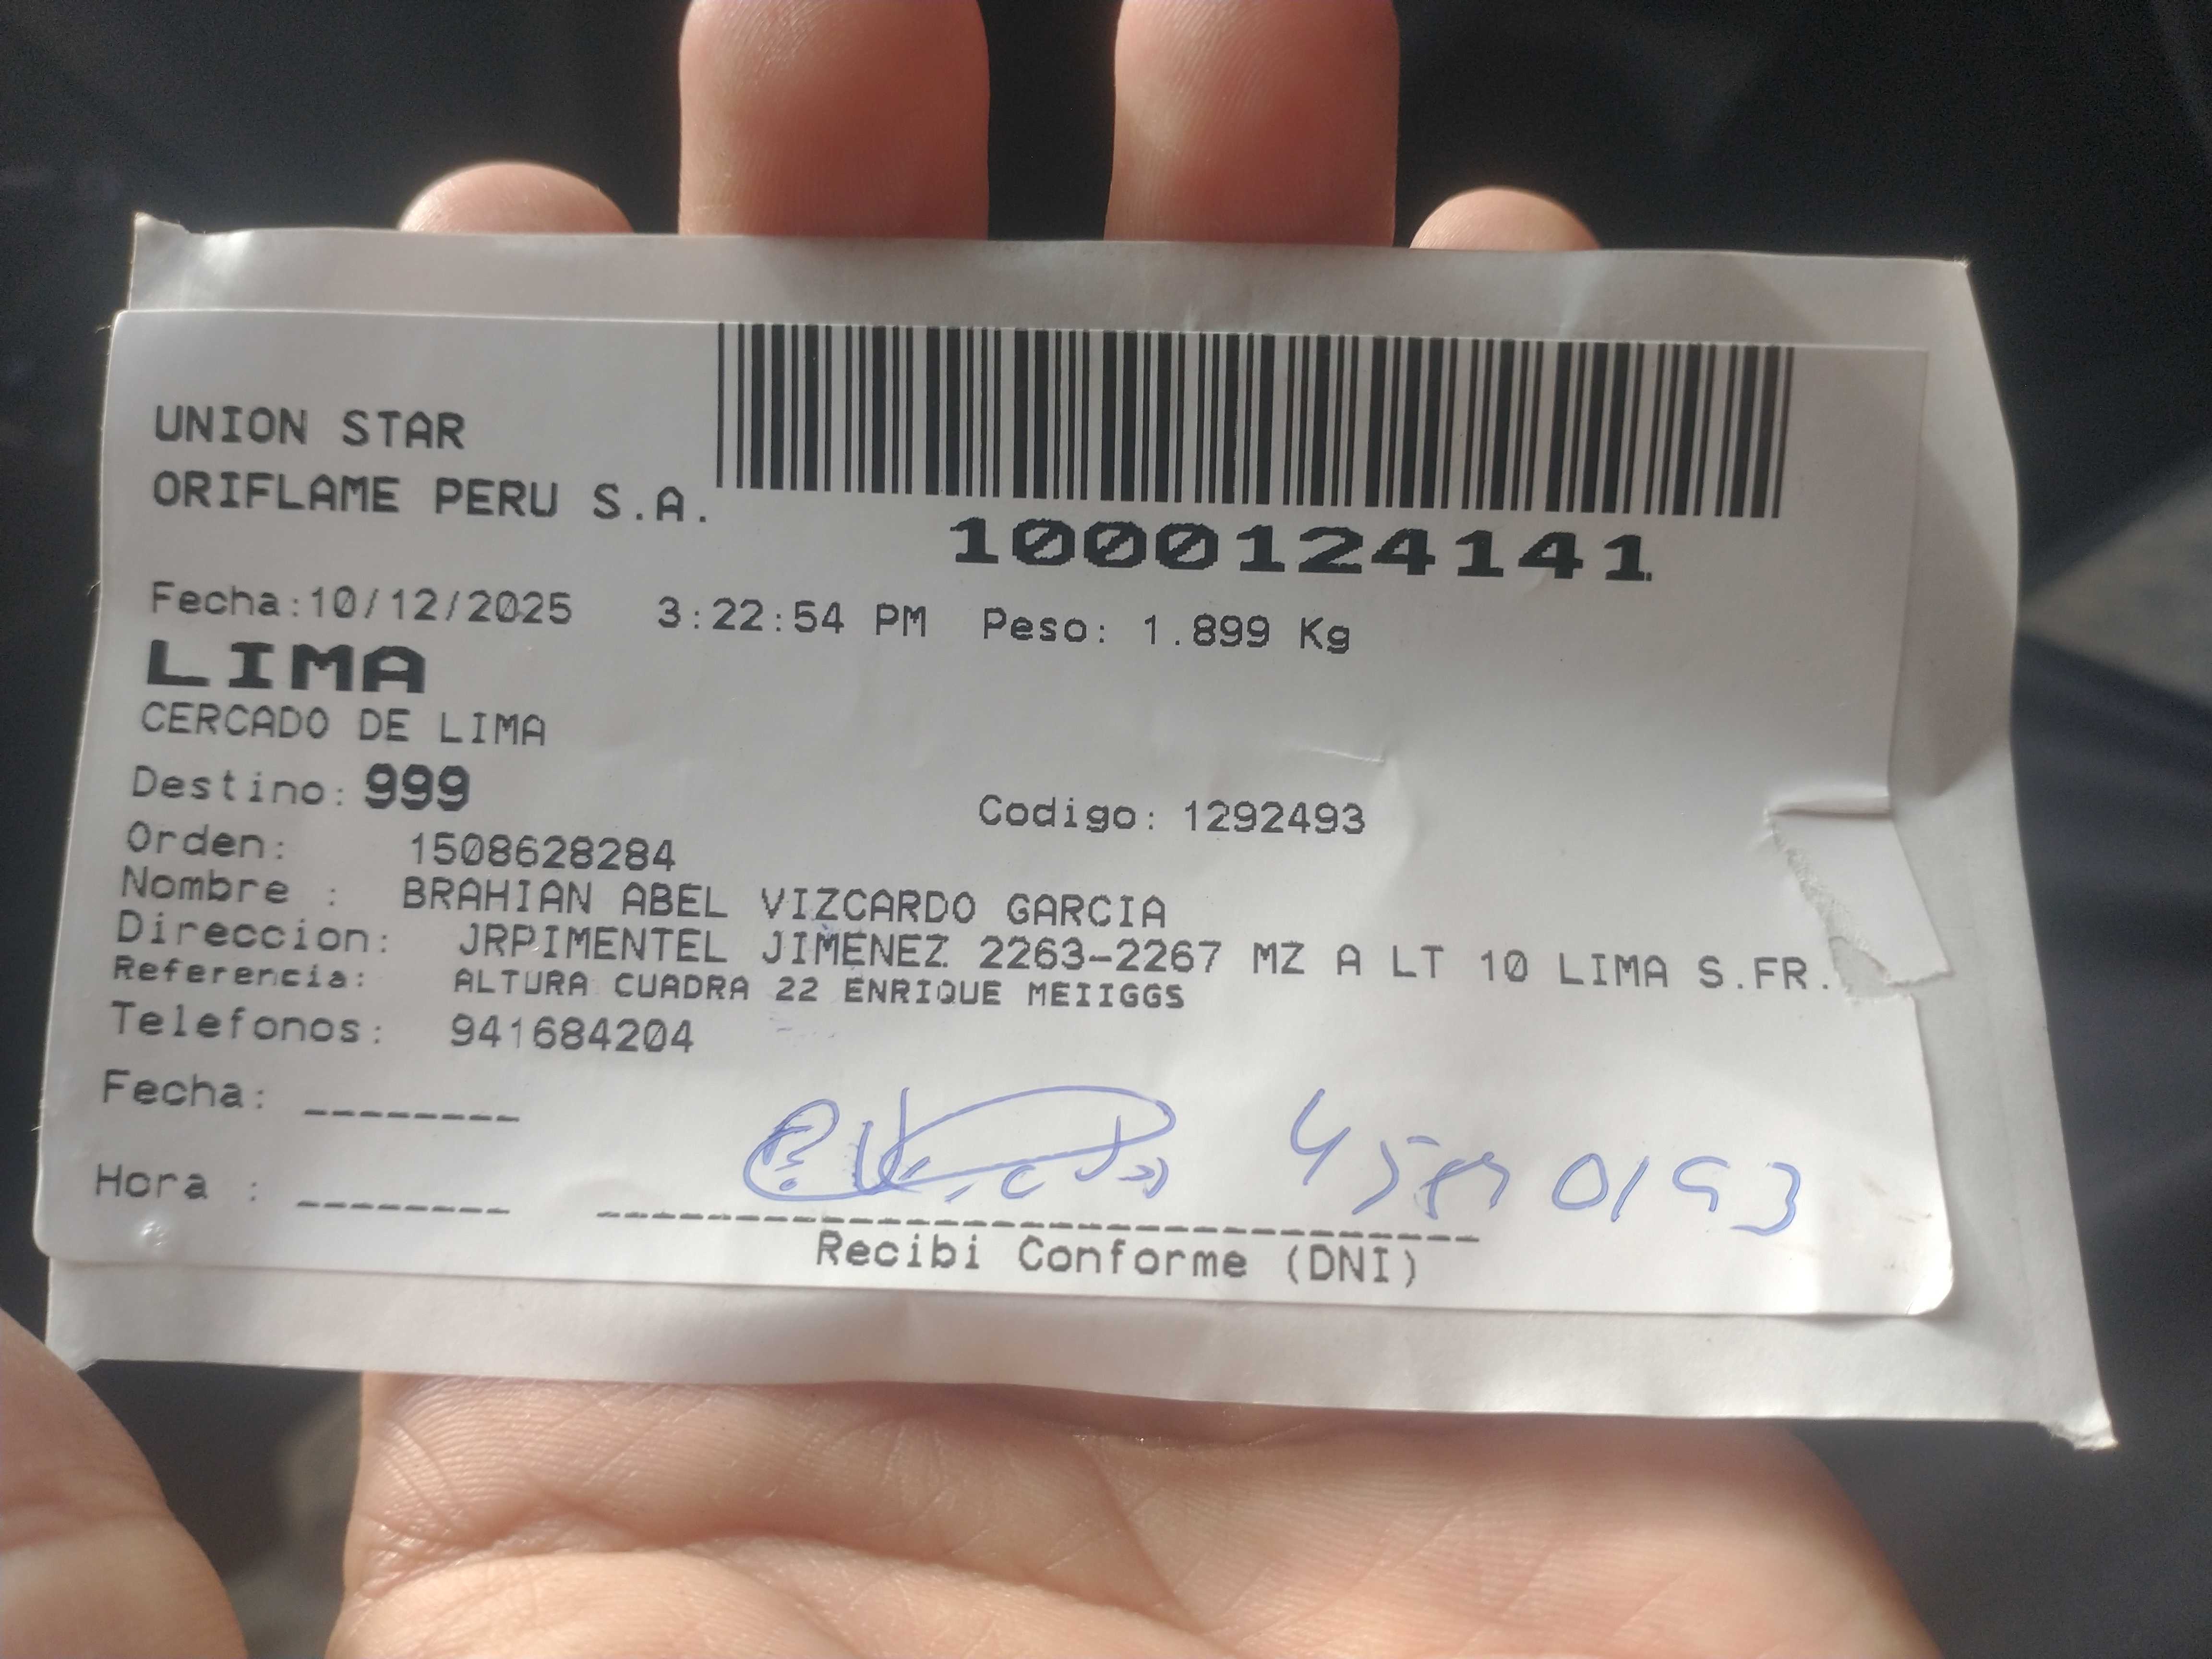 UNION STAR
ORIFLAME PERU S.A.
1000124141
Fecha:10/12/2025 3:22:54 PM Peso: 1.899 Kg
LIMA
CERCADO DE LIMA
Destino: 999 Codigo: 1292493
Orden: 1508628284
Nombre : BRAHIAN ABEL VIZCARDO GARCIA
Direccion: JRPIMENTEL JIMENEZ 2263-2267 MZ A LT 10 LIMA S.FR.
Referencia: ALTURA CUADRA 22 ENRIQUE MEIIGGS
Telefonos: 941684204
Fecha: --------
Hora : --------
Recibi Conforme (DNI)